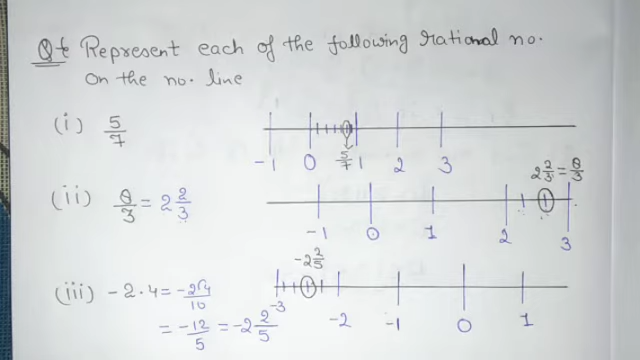 Q1 Represent each of the following rational no.
on the no. line
(i) 5/7
-1 0 5/7 1 2 3
(ii) 8/3 = 2 2/3
2 2/3 = 8/3
-1 0 1 2 3
(iii) -2.4 = -24/10
= -12/5 = -2 2/5
-2 2/5
-3 -2 -1 0 1